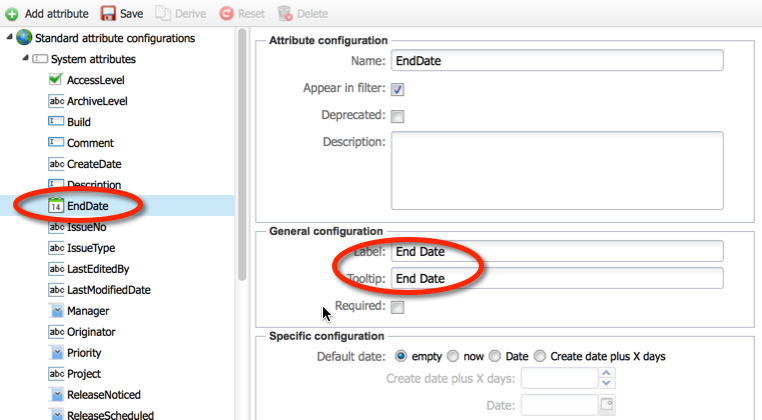 Add attribute Save Derive Reset Delete
Standard attribute configurations
System attributes
AccessLevel
abc ArchiveLevel
Build
Comment
abc CreateDate
Description
14 EndDate
abc IssueNo
abc IssueType
abc LastEditedBy
abc LastModifiedDate
Manager
abc Originator
Priority
abc Project
ReleaseNoticed
ReleaseScheduled
Attribute configuration
Name: EndDate
Appear in filter:
Deprecated:
Description:
General configuration
Label: End Date
Tooltip: End Date
Required:
Specific configuration
Default date: empty now Date Create date plus X days
Create date plus X days:
Date: